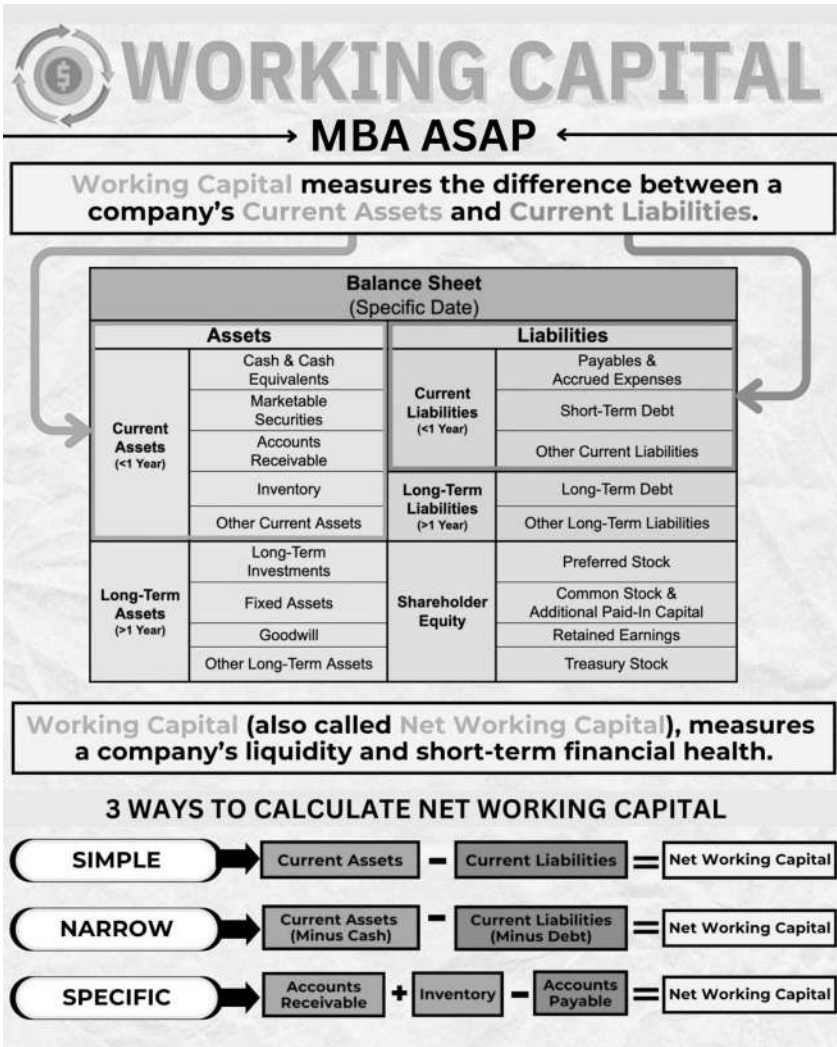 WORKING CAPITAL
MBA ASAP
Working Capital measures the difference between a
company's Current Assets and Current Liabilities.
Balance Sheet
(Specific Date)
Assets
Liabilities
Current
Assets
(<1 Year)
Cash & Cash
Equivalents
Marketable
Securities
Accounts
Receivable
Inventory
Other Current Assets
Current
Liabilities
(<1 Year)
Payables &
Accrued Expenses
Short-Term Debt
Other Current Liabilities
Long-Term
Liabilities
(>1 Year)
Long-Term Debt
Other Long-Term Liabilities
Long-Term
Assets
(>1 Year)
Long-Term
Investments
Fixed Assets
Goodwill
Other Long-Term Assets
Shareholder
Equity
Preferred Stock
Common Stock &
Additional Paid-In Capital
Retained Earnings
Treasury Stock
Working Capital (also called Net Working Capital), measures
a company's liquidity and short-term financial health.
3 WAYS TO CALCULATE NET WORKING CAPITAL
SIMPLE
Current Assets - Current Liabilities = Net Working Capital
NARROW
Current Assets
(Minus Cash)
-
Current Liabilities
(Minus Debt)
= Net Working Capital
SPECIFIC
Accounts
Receivable
+ Inventory -
Accounts
Payable
= Net Working Capital